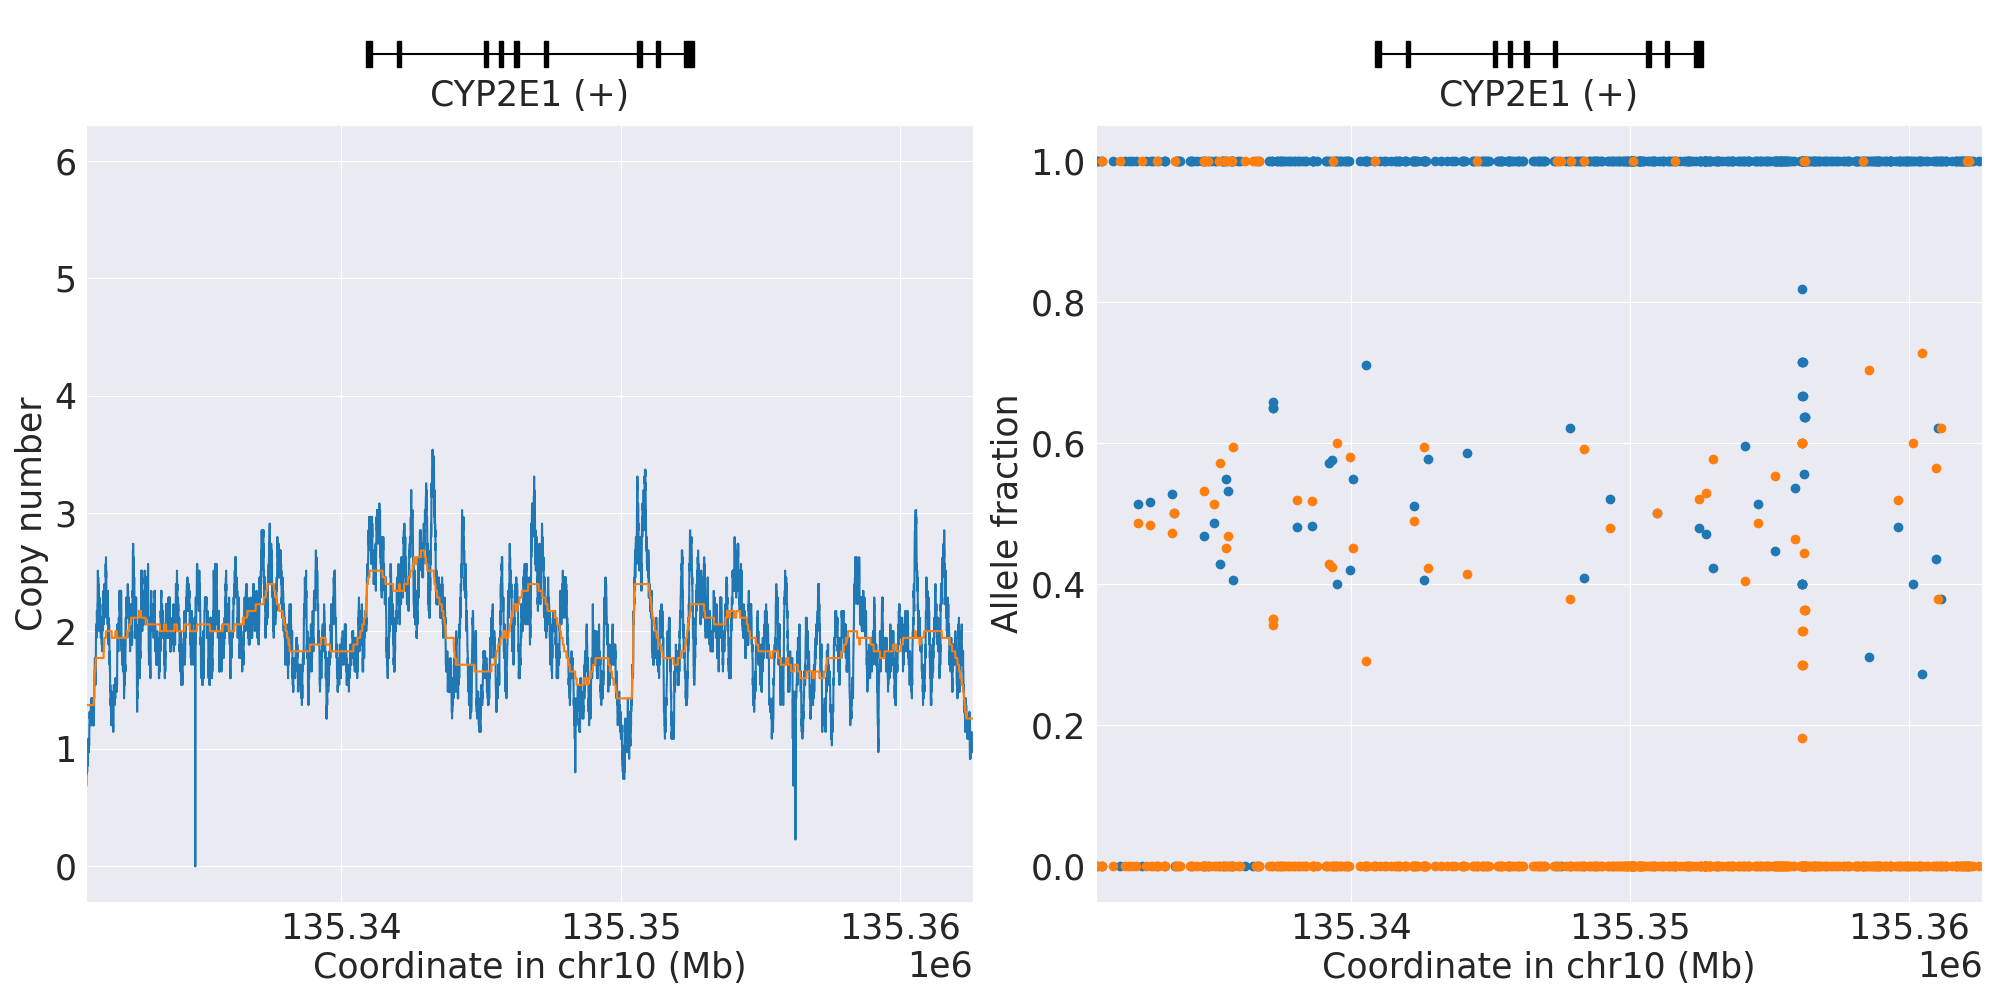 CYP2E1 (+)
Copy number
6
5
4
3
2
1
0
135.34 135.35 135.36
Coordinate in chr10 (Mb)
1e6
CYP2E1 (+)
Allele fraction
1.0
0.8
0.6
0.4
0.2
0.0
135.34 135.35 135.36
Coordinate in chr10 (Mb)
1e6